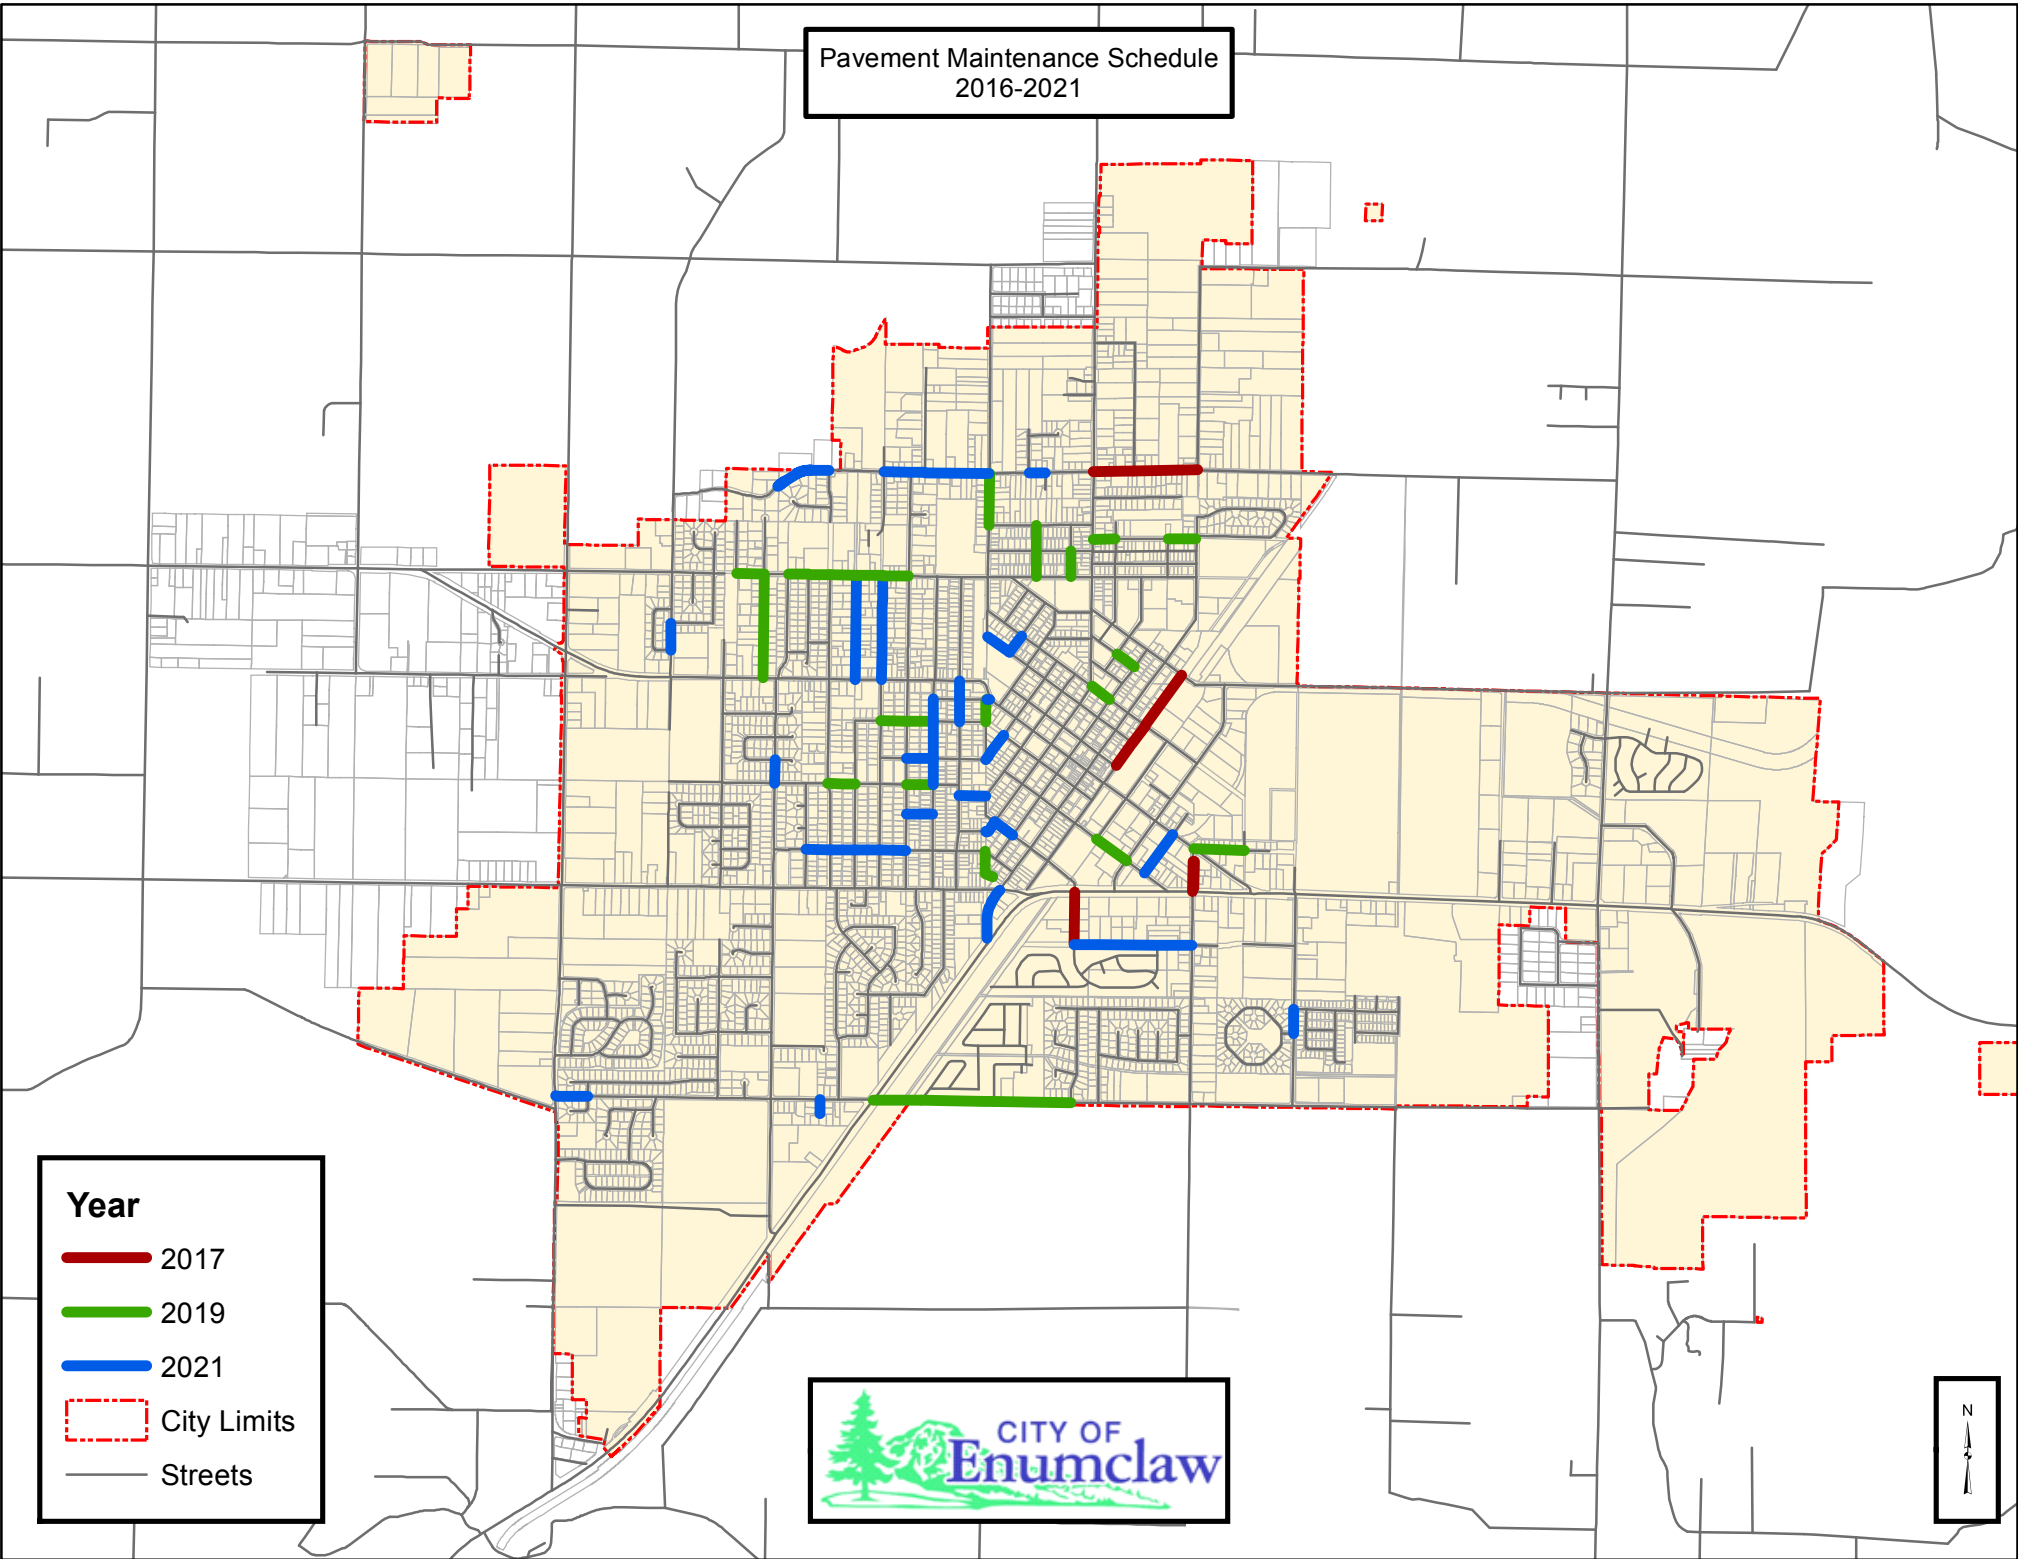 Pavement Maintenance Schedule
2016-2021
Year
2017
2019
2021
City Limits
Streets
CITY OF
Enumclaw
N